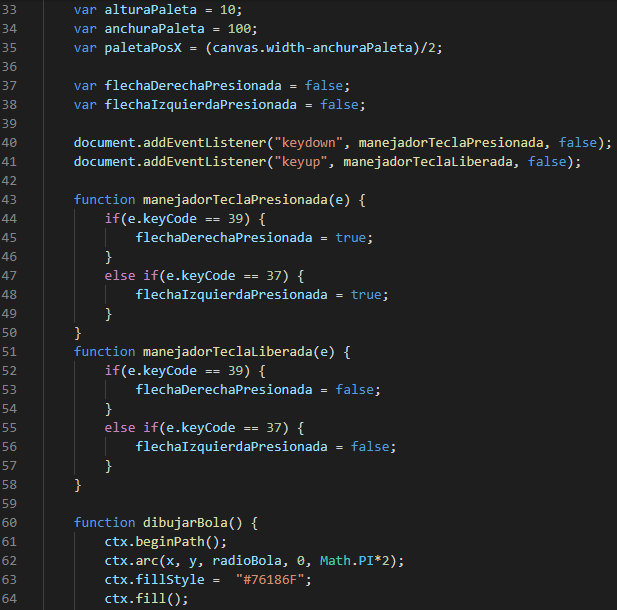 33 var alturaPaleta = 10;
34 var anchuraPaleta = 100;
35 var paletaPosX = (canvas.width-anchuraPaleta)/2;
36
37 var flechaDerechaPresionada = false;
38 var flechaIzquierdaPresionada = false;
39
40 document.addEventListener("keydown", manejadorTeclaPresionada, false);
41 document.addEventListener("keyup", manejadorTeclaLiberada, false);
42
43 function manejadorTeclaPresionada(e) {
44 if(e.keyCode == 39) {
45 flechaDerechaPresionada = true;
46 }
47 else if(e.keyCode == 37) {
48 flechaIzquierdaPresionada = true;
49 }
50 }
51 function manejadorTeclaLiberada(e) {
52 if(e.keyCode == 39) {
53 flechaDerechaPresionada = false;
54 }
55 else if(e.keyCode == 37) {
56 flechaIzquierdaPresionada = false;
57 }
58 }
59
60 function dibujarBola() {
61 ctx.beginPath();
62 ctx.arc(x, y, radioBola, 0, Math.PI*2);
63 ctx.fillStyle =  "#76186F";
64 ctx.fill();